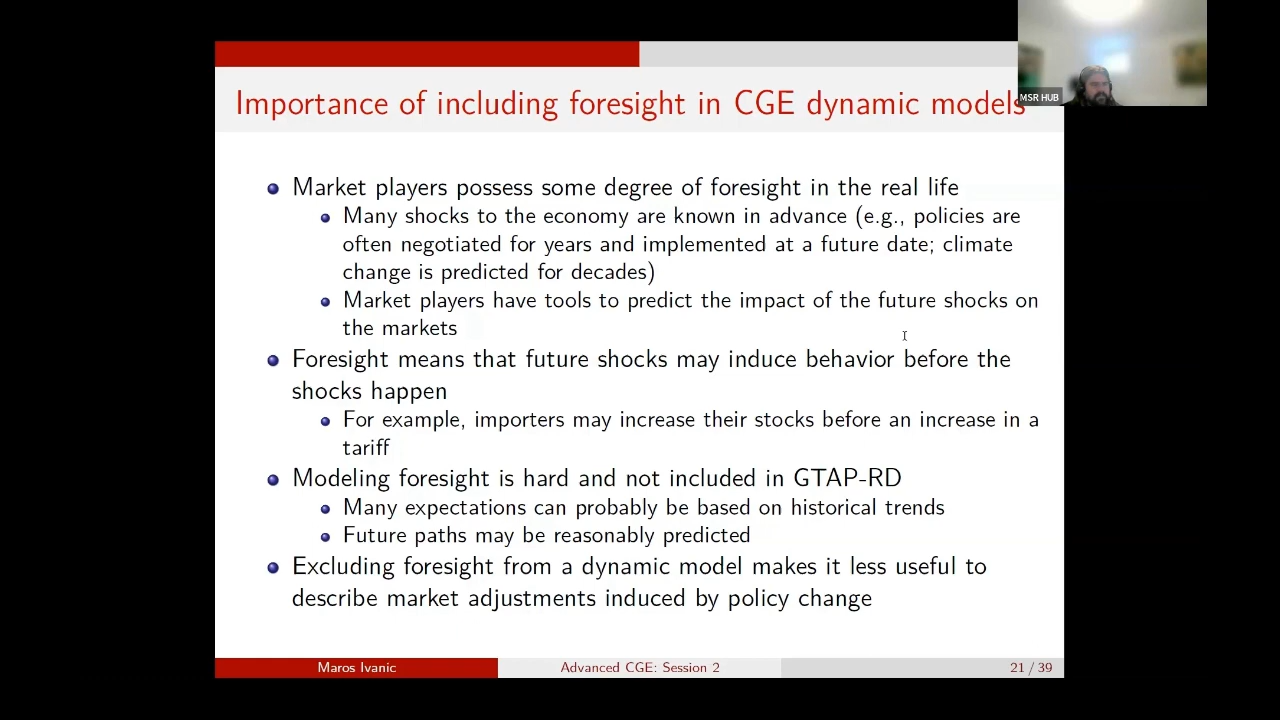 MSR HUB
Importance of including foresight in CGE dynamic models
Market players possess some degree of foresight in the real life
Many shocks to the economy are known in advance (e.g., policies are
often negotiated for years and implemented at a future date; climate
change is predicted for decades)
Market players have tools to predict the impact of the future shocks on
the markets
Foresight means that future shocks may induce behavior before the
shocks happen
For example, importers may increase their stocks before an increase in a
tariff
Modeling foresight is hard and not included in GTAP-RD
Many expectations can probably be based on historical trends
Future paths may be reasonably predicted
Excluding foresight from a dynamic model makes it less useful to
describe market adjustments induced by policy change
Maros Ivanic Advanced CGE: Session 2 21 / 39